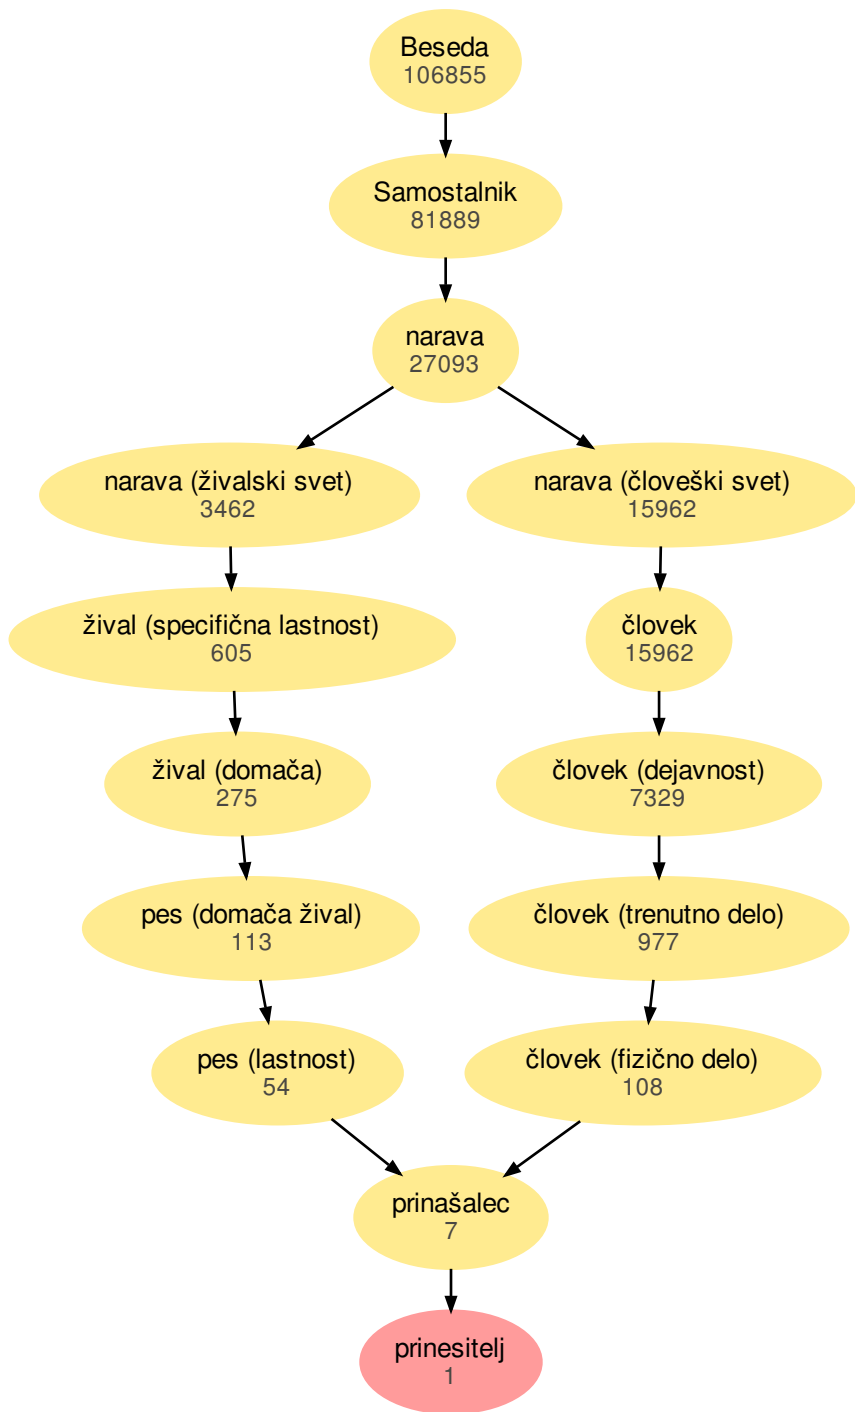 Beseda
106855
Samostalnik
81889
narava
27093
narava (živalski svet)
3462
narava (človeški svet)
15962
žival (specifična lastnost)
605
človek
15962
žival (domača)
275
človek (dejavnost)
7329
pes (domača žival)
113
človek (trenutno delo)
977
pes (lastnost)
54
človek (fizično delo)
108
prinašalec
7
prinesitelj
1